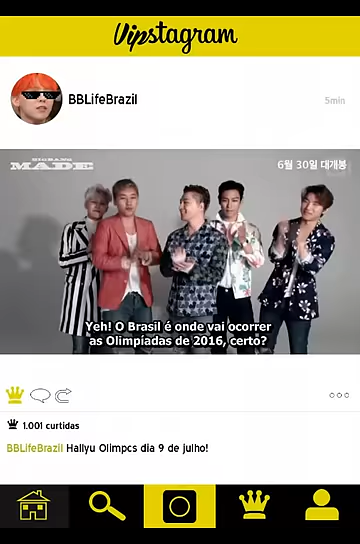 Vipstagram
BBLifeBrazil
5min
BIGBANG
MADE
6월 30일 대개봉
Yeh! O Brasil é onde vai ocorrer
as Olimpíadas de 2016, certo?
1.001 curtidas
BBLifeBrazil Hallyu Olimpcs dia 9 de julho!